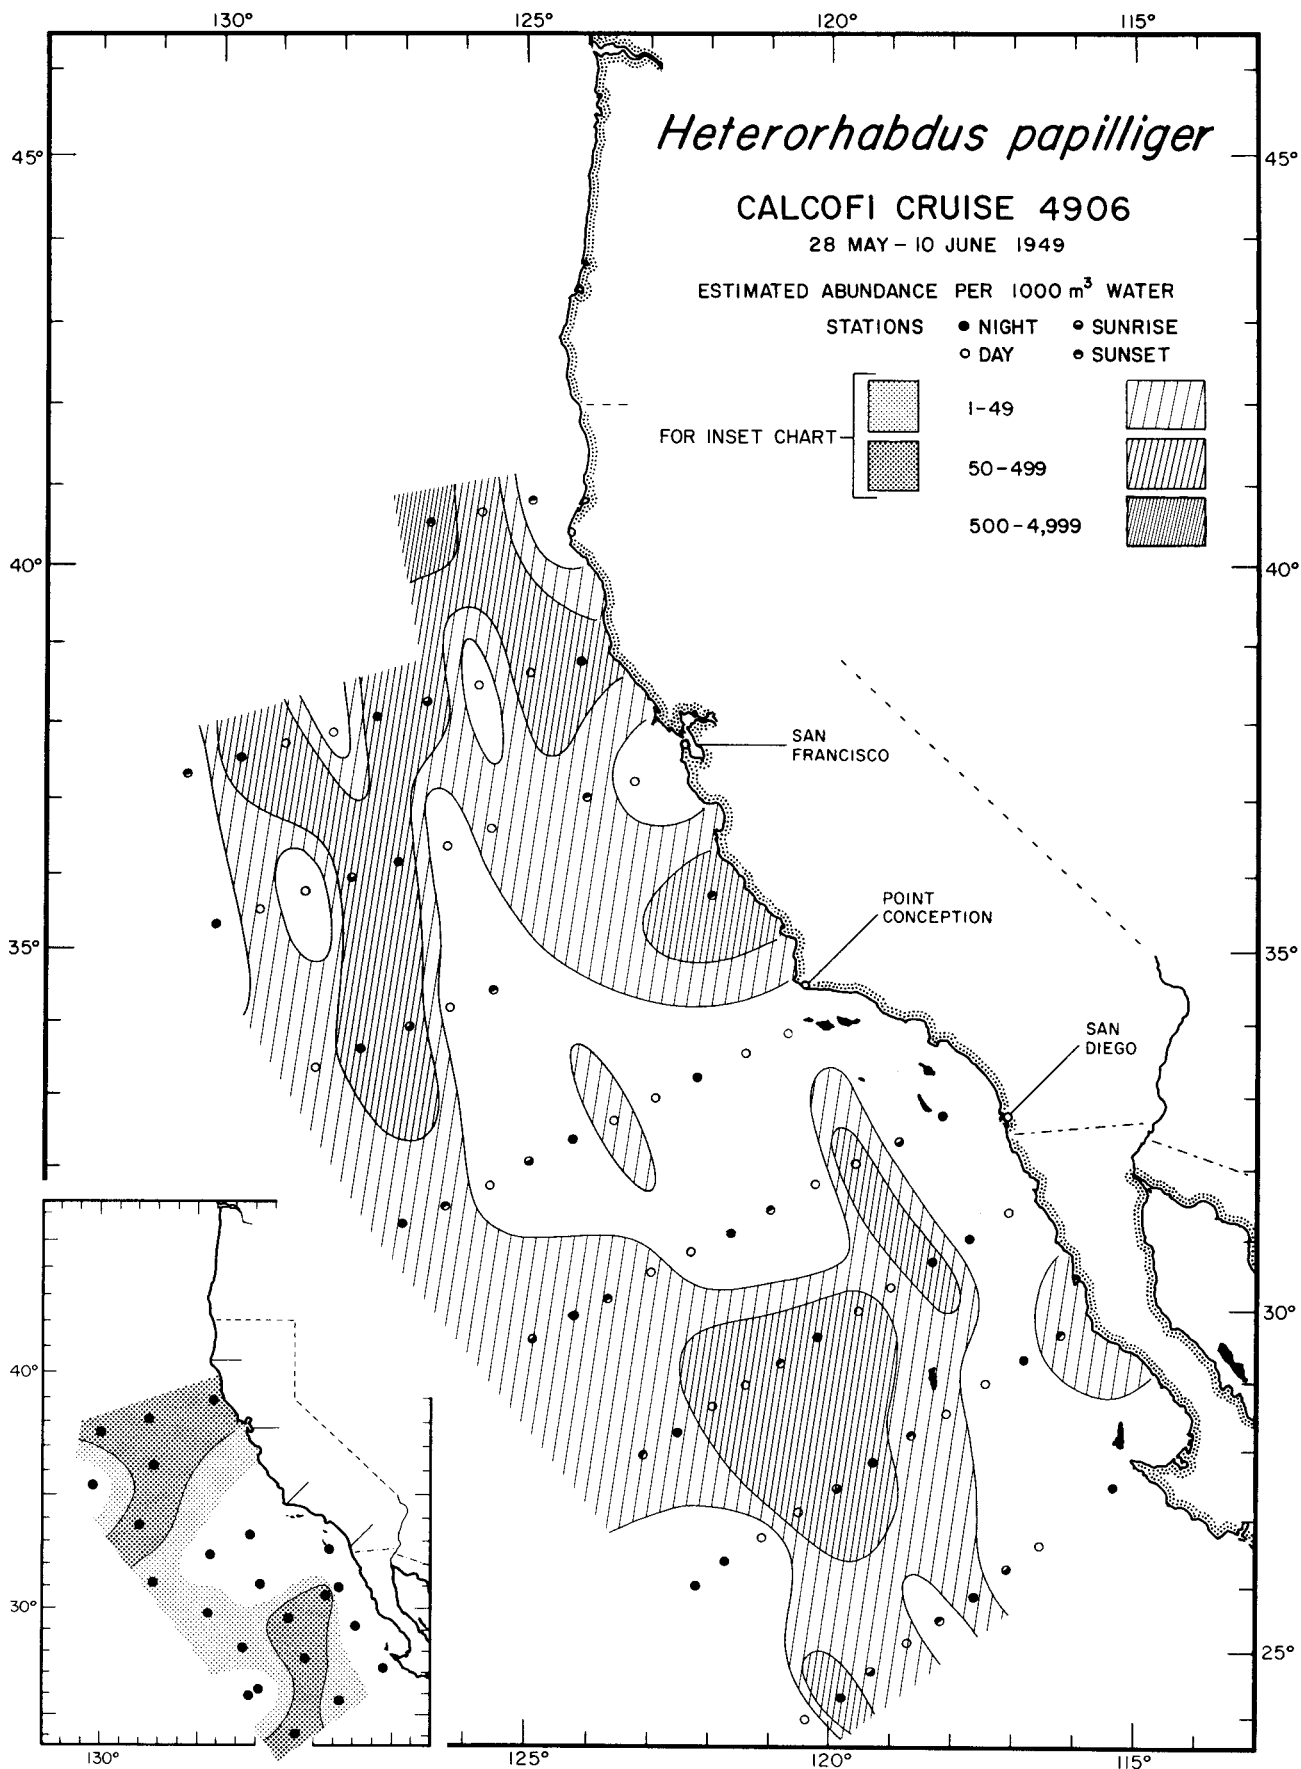 130° 125° 120° 115°
Heterorhabdus papilliger
45° 45°
CALCOFI CRUISE 4906
28 MAY – 10 JUNE 1949
ESTIMATED ABUNDANCE PER 1000 m³ WATER
STATIONS ● NIGHT ◒ SUNRISE
○ DAY ◓ SUNSET
1-49
FOR INSET CHART
50-499
500-4,999
40° 40°
SAN
FRANCISCO
POINT
CONCEPTION
35° 35°
SAN
DIEGO
30°
40°
30°
25°
130° 125° 120° 115°